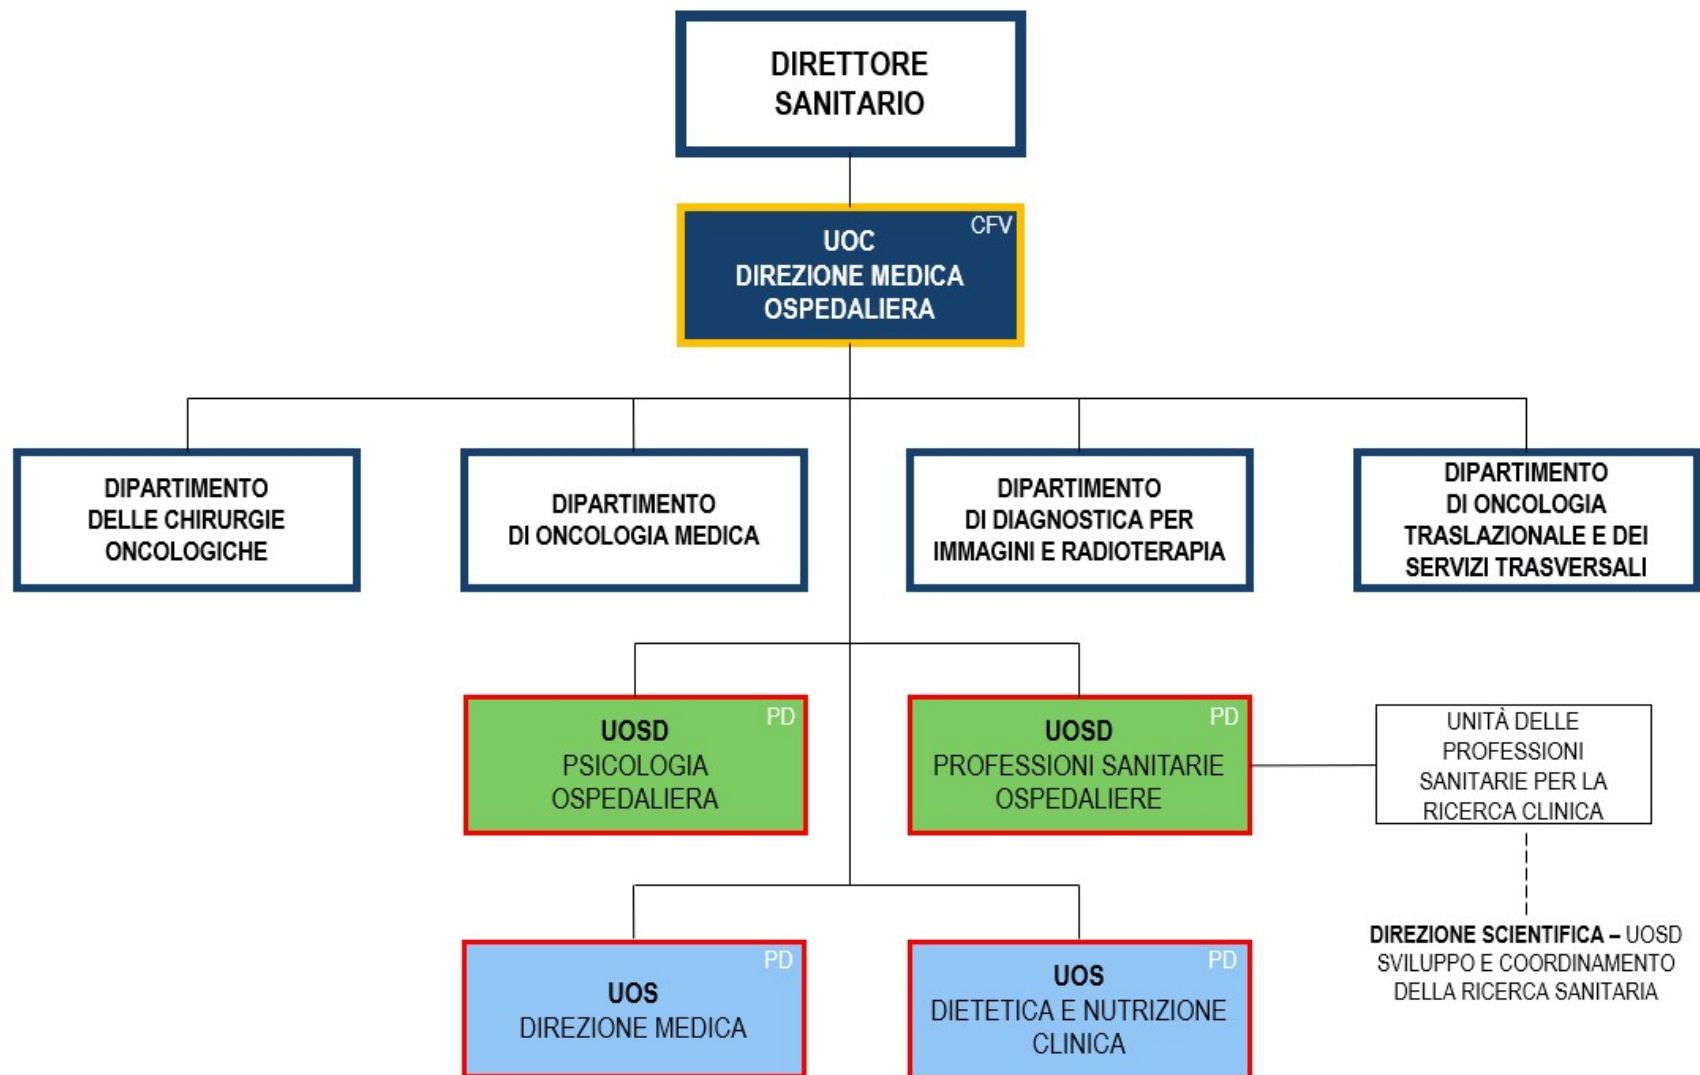 DIRETTORE
SANITARIO
CFV
UOC
DIREZIONE MEDICA
OSPEDALIERA
DIPARTIMENTO
DELLE CHIRURGIE
ONCOLOGICHE
DIPARTIMENTO
DI ONCOLOGIA MEDICA
DIPARTIMENTO
DI DIAGNOSTICA PER
IMMAGINI E RADIOTERAPIA
DIPARTIMENTO
DI ONCOLOGIA
TRASLAZIONALE E DEI
SERVIZI TRASVERSALI
PD
UOSD
PSICOLOGIA
OSPEDALIERA
PD
UOSD
PROFESSIONI SANITARIE
OSPEDALIERE
UNITÀ DELLE
PROFESSIONI
SANITARIE PER LA
RICERCA CLINICA
PD
UOS
DIREZIONE MEDICA
PD
UOS
DIETETICA E NUTRIZIONE
CLINICA
DIREZIONE SCIENTIFICA – UOSD
SVILUPPO E COORDINAMENTO
DELLA RICERCA SANITARIA